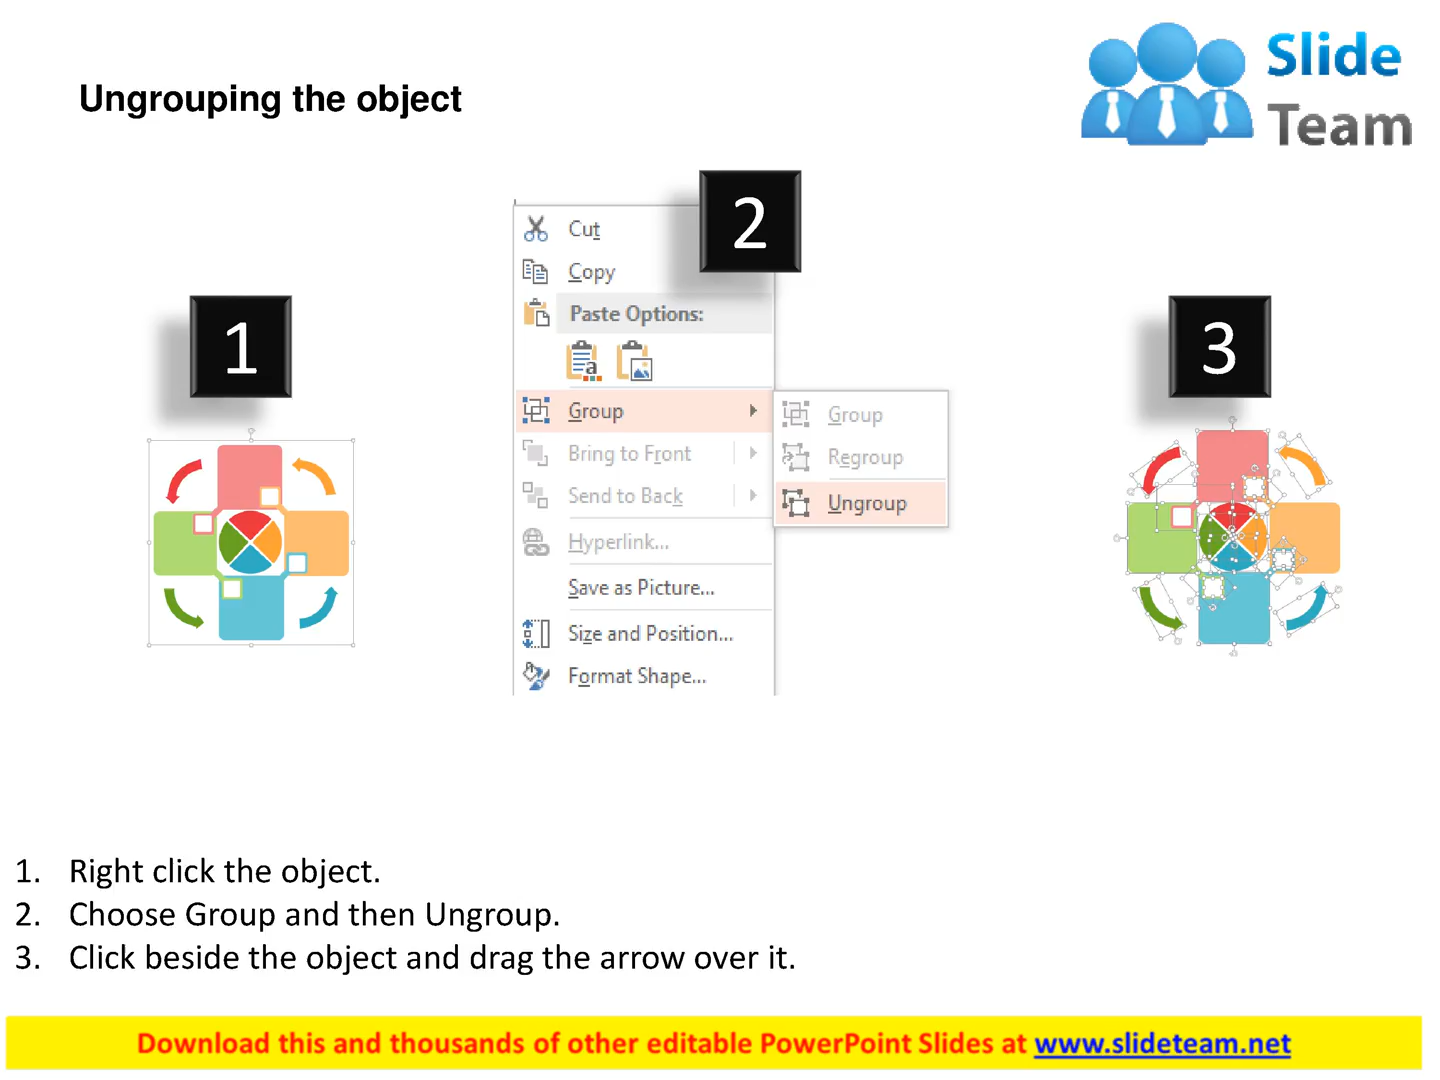 Ungrouping the object
Slide
Team
1
2
3
Cut
Copy
Paste Options:
Group
Bring to Front
Send to Back
Hyperlink...
Save as Picture...
Size and Position...
Format Shape...
Group
Regroup
Ungroup
1. Right click the object.
2. Choose Group and then Ungroup.
3. Click beside the object and drag the arrow over it.
Download this and thousands of other editable PowerPoint Slides at www.slideteam.net